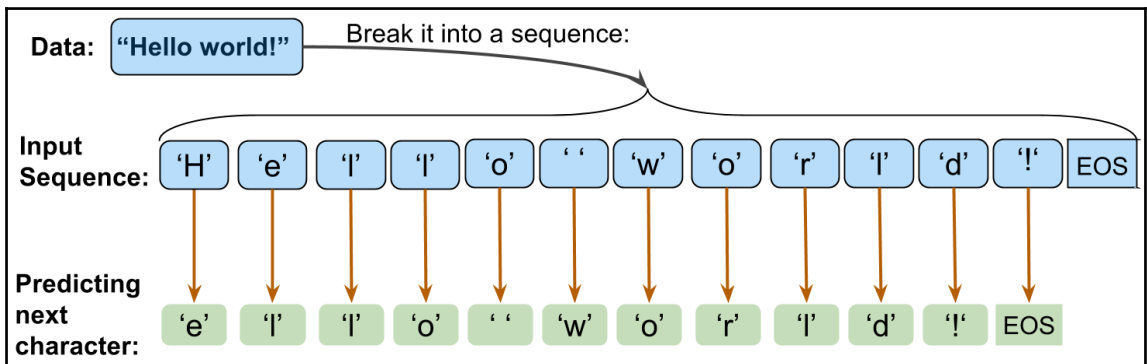 Data: “Hello world!” Break it into a sequence:
Input
Sequence: ‘H’ ‘e’ ‘l’ ‘l’ ‘o’ ‘ ’ ‘w’ ‘o’ ‘r’ ‘l’ ‘d’ ‘!‘ EOS
Predicting
next
character: ‘e’ ‘l’ ‘l’ ‘o’ ‘ ‘ ‘w’ ‘o’ ‘r’ ‘l’ ‘d’ ‘!‘ EOS